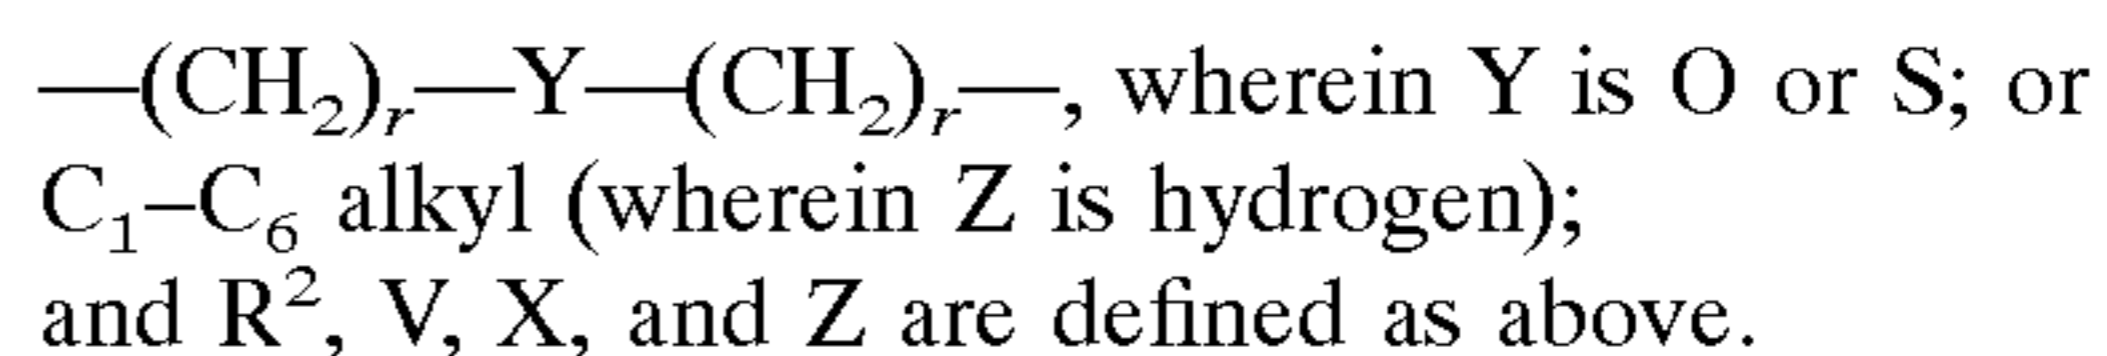 —(CH₂)ᵣ—Y—(CH₂)ᵣ—, wherein Y is O or S; or
C₁–C₆ alkyl (wherein Z is hydrogen);
and R², V, X, and Z are defined as above.